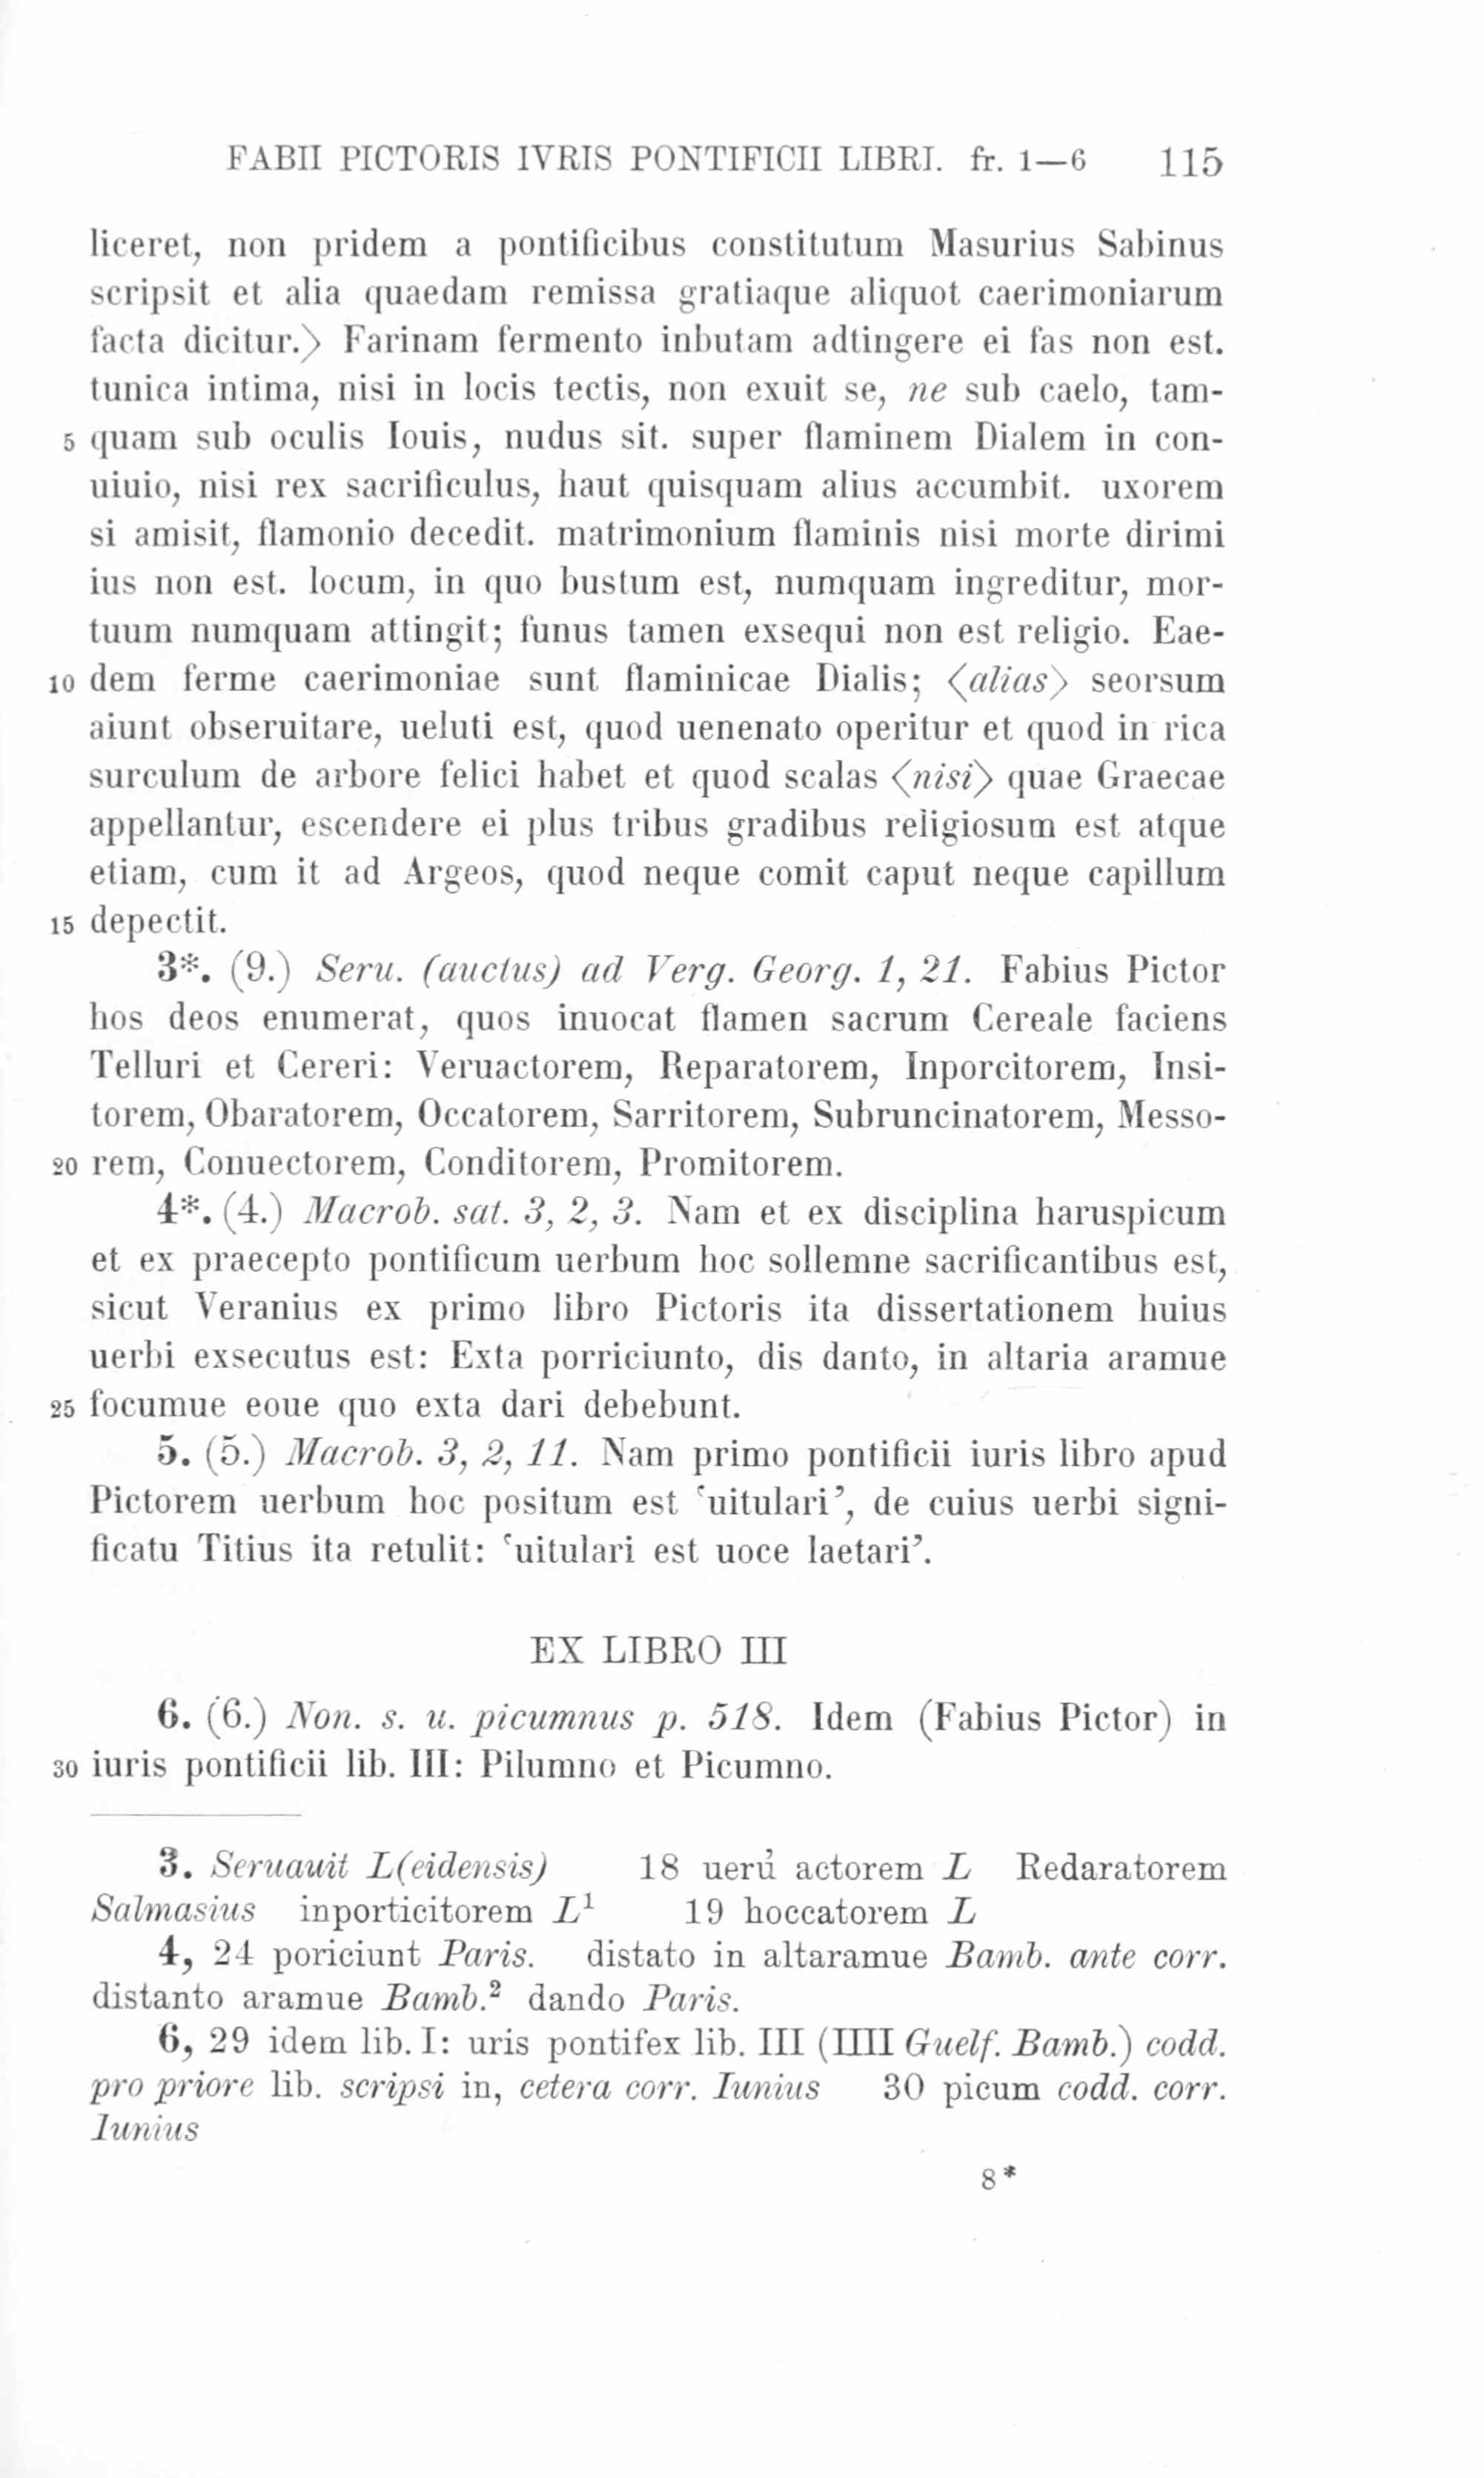 FABII PICTORIS IVRIS PONTIFICII LIBRI. fr. 1—6 115
liceret, non pridem a pontificibus constitutum Masurius Sabinus
scripsit et alia quaedam remissa gratiaque aliquot caerimoniarum
facta dicitur.〉 Farinam fermento inbutam adtingere ei fas non est.
tunica intima, nisi in locis tectis, non exuit se, ne sub caelo, tam-
5 quam sub oculis Iouis, nudus sit. super flaminem Dialem in con-
uiuio, nisi rex sacrificulus, haut quisquam alius accumbit. uxorem
si amisit, flamonio decedit. matrimonium flaminis nisi morte dirimi
ius non est. locum, in quo bustum est, numquam ingreditur, mor-
tuum numquam attingit; funus tamen exsequi non est religio. Eae-
10 dem ferme caerimoniae sunt flaminicae Dialis; 〈alias〉 seorsum
aiunt obseruitare, ueluti est, quod uenenato operitur et quod in rica
surculum de arbore felici habet et quod scalas 〈nisi〉 quae Graecae
appellantur, escendere ei plus tribus gradibus religiosum est atque
etiam, cum it ad Argeos, quod neque comit caput neque capillum
15 depectit.
3*. (9.) Seru. (auctus) ad Verg. Georg. 1, 21. Fabius Pictor
hos deos enumerat, quos inuocat flamen sacrum Cereale faciens
Telluri et Cereri: Veruactorem, Reparatorem, Inporcitorem, Insi-
torem, Obaratorem, Occatorem, Sarritorem, Subruncinatorem, Messo-
20 rem, Conuectorem, Conditorem, Promitorem.
4*. (4.) Macrob. sat. 3, 2, 3. Nam et ex disciplina haruspicum
et ex praecepto pontificum uerbum hoc sollemne sacrificantibus est,
sicut Veranius ex primo libro Pictoris ita dissertationem huius
uerbi exsecutus est: Exta porriciunto, dis danto, in altaria aramue
25 focumue eoue quo exta dari debebunt.
5. (5.) Macrob. 3, 2, 11. Nam primo pontificii iuris libro apud
Pictorem uerbum hoc positum est ‘uitulari’, de cuius uerbi signi-
ficatu Titius ita retulit: ‘uitulari est uoce laetari’.
EX LIBRO III
6. (6.) Non. s. u. picumnus p. 518. Idem (Fabius Pictor) in
30 iuris pontificii lib. III: Pilumno et Picumno.
3. Seruauit L(eidensis) 18 uerú actorem L Redaratorem
Salmasius inporticitorem L¹ 19 hoccatorem L
4, 24 poriciunt Paris. distato in altaramue Bamb. ante corr.
distanto aramue Bamb.² dando Paris.
6, 29 idem lib. I: uris pontifex lib. III (IIII Guelf. Bamb.) codd.
pro priore lib. scripsi in, cetera corr. Iunius 30 picum codd. corr.
Iunius
8*